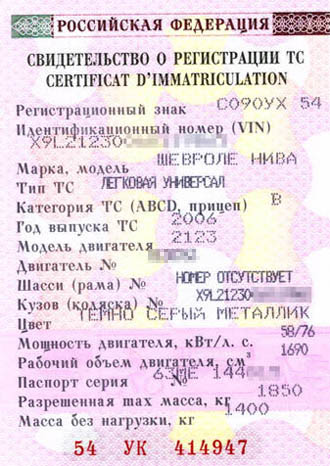 РОССИЙСКАЯ ФЕДЕРАЦИЯ
СВИДЕТЕЛЬСТВО О РЕГИСТРАЦИИ ТС
CERTIFICAT D'IMMATRICULATION
Регистрационный знак С090УХ 54
Идентификационный номер (VIN)
X9L21230
Марка, модель ШЕВРОЛЕ НИВА
Тип ТС ЛЕГКОВАЯ УНИВЕРСАЛ
Категория ТС (ABCD, прицеп) B
Год выпуска ТС 2006
Модель двигателя 2123
Двигатель №
Шасси (рама) № НОМЕР ОТСУТСТВУЕТ
Кузов (коляска) № X9L21230
Цвет ТЕМНО СЕРЫЙ МЕТАЛЛИК
Мощность двигателя, кВт/л. с. 58/76
Рабочий объем двигателя, см³ 1690
Паспорт серия 63МЕ № 144
Разрешенная max масса, кг 1850
Масса без нагрузки, кг 1400
54 УК 414947